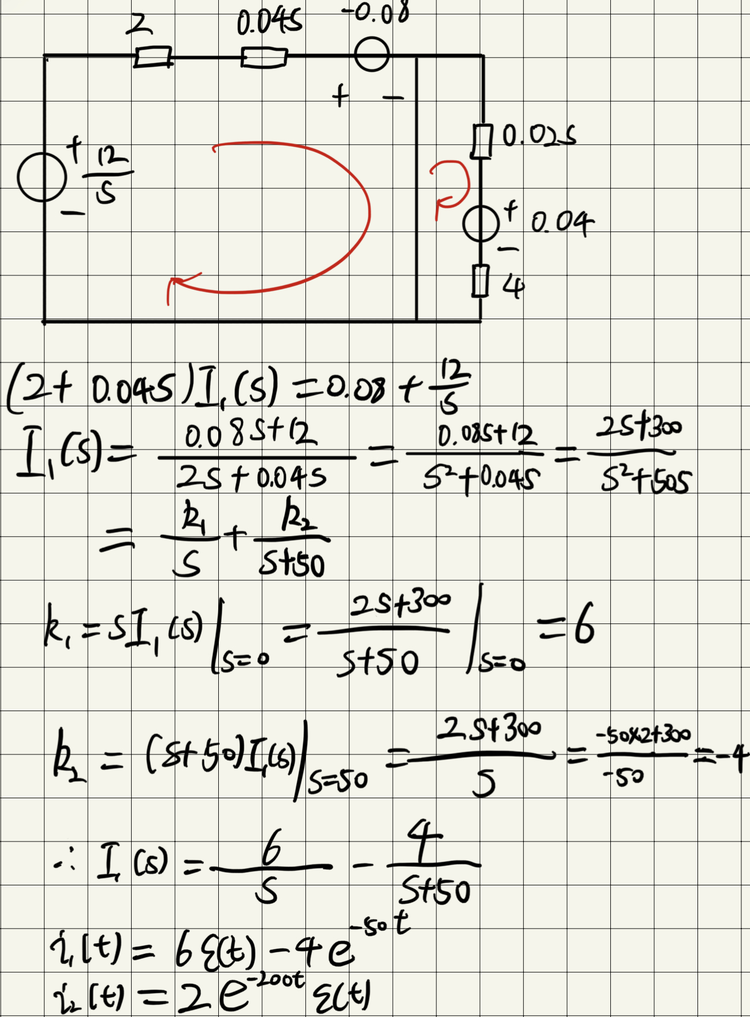 2 0.04S -0.08
+ -
0.02S
+ 12/S -
+ 0.04 -
4
(2+ 0.04S)I₁(S) = 0.08 + 12/S
I₁(S) = (0.08S+12)/(2S+0.04S) = (0.08S+12)/(S²+0.04S) = (2S+300)/(S²+50S)
= k₁/S + k₂/(S+50)
k₁ = SI₁(S)|S=0 = (2S+300)/(S+50)|S=0 = 6
k₂ = (S+50)I₁(S)|S=50 = (2S+300)/S = (-50×2+300)/-50 = -4
∴ I₁(S) = 6/S - 4/(S+50)
i₁(t) = 6ε(t) - 4e^-50t
i₂(t) = 2e^-200t ε(t)